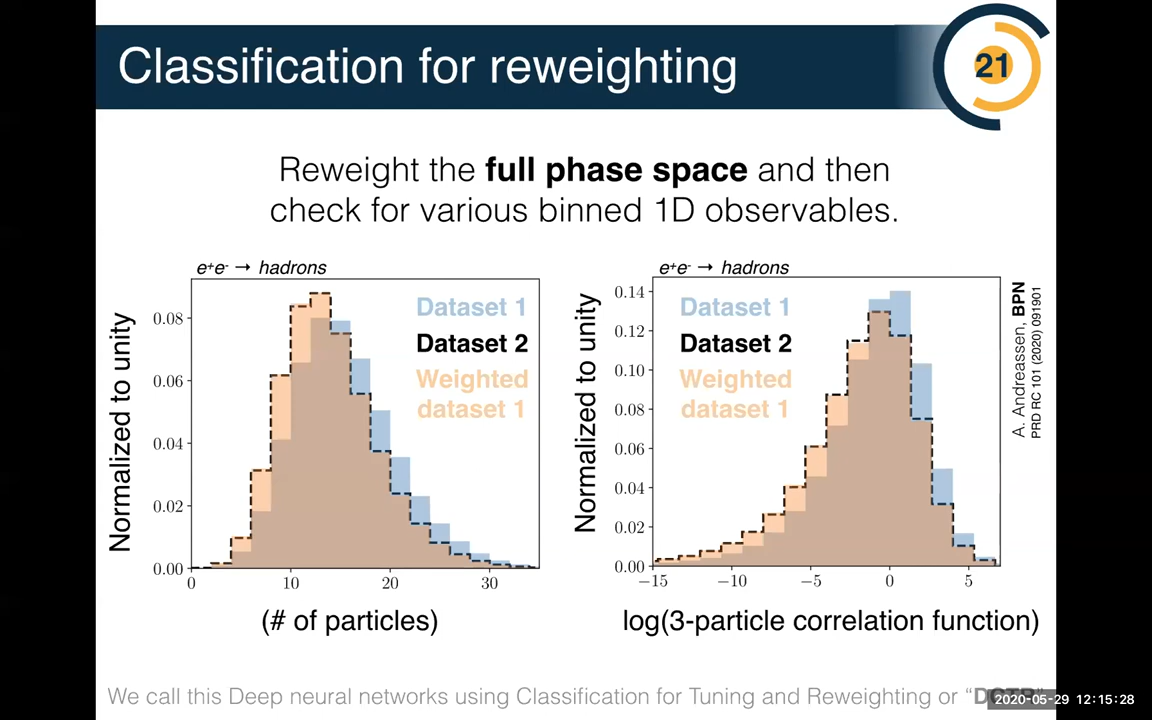 Classification for reweighting
21
Reweight the full phase space and then
check for various binned 1D observables.
e+e- → hadrons
Normalized to unity
0.08
0.06
0.04
0.02
0.00
Dataset 1
Dataset 2
Weighted
dataset 1
0 10 20 30
(# of particles)
e+e- → hadrons
Normalized to unity
0.14
0.12
0.10
0.08
0.06
0.04
0.02
0.00
Dataset 1
Dataset 2
Weighted
dataset 1
−15 −10 −5 0 5
log(3-particle correlation function)
A. Andreassen, BPN
PRD RC 101 (2020) 091901
We call this Deep neural networks using Classification for Tuning and Reweighting or
2020-05-29 12:15:28